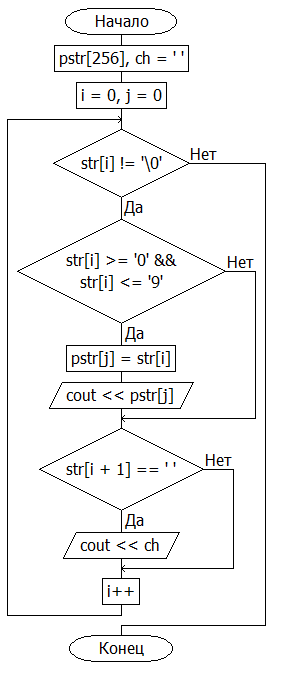 Начало
pstr[256], ch = ' '
i = 0, j = 0
str[i] != '\0'
Нет
Да
str[i] >= '0' &&
str[i] <= '9'
Нет
Да
pstr[j] = str[i]
cout << pstr[j]
str[i + 1] == ' '
Нет
Да
cout << ch
i++
Конец